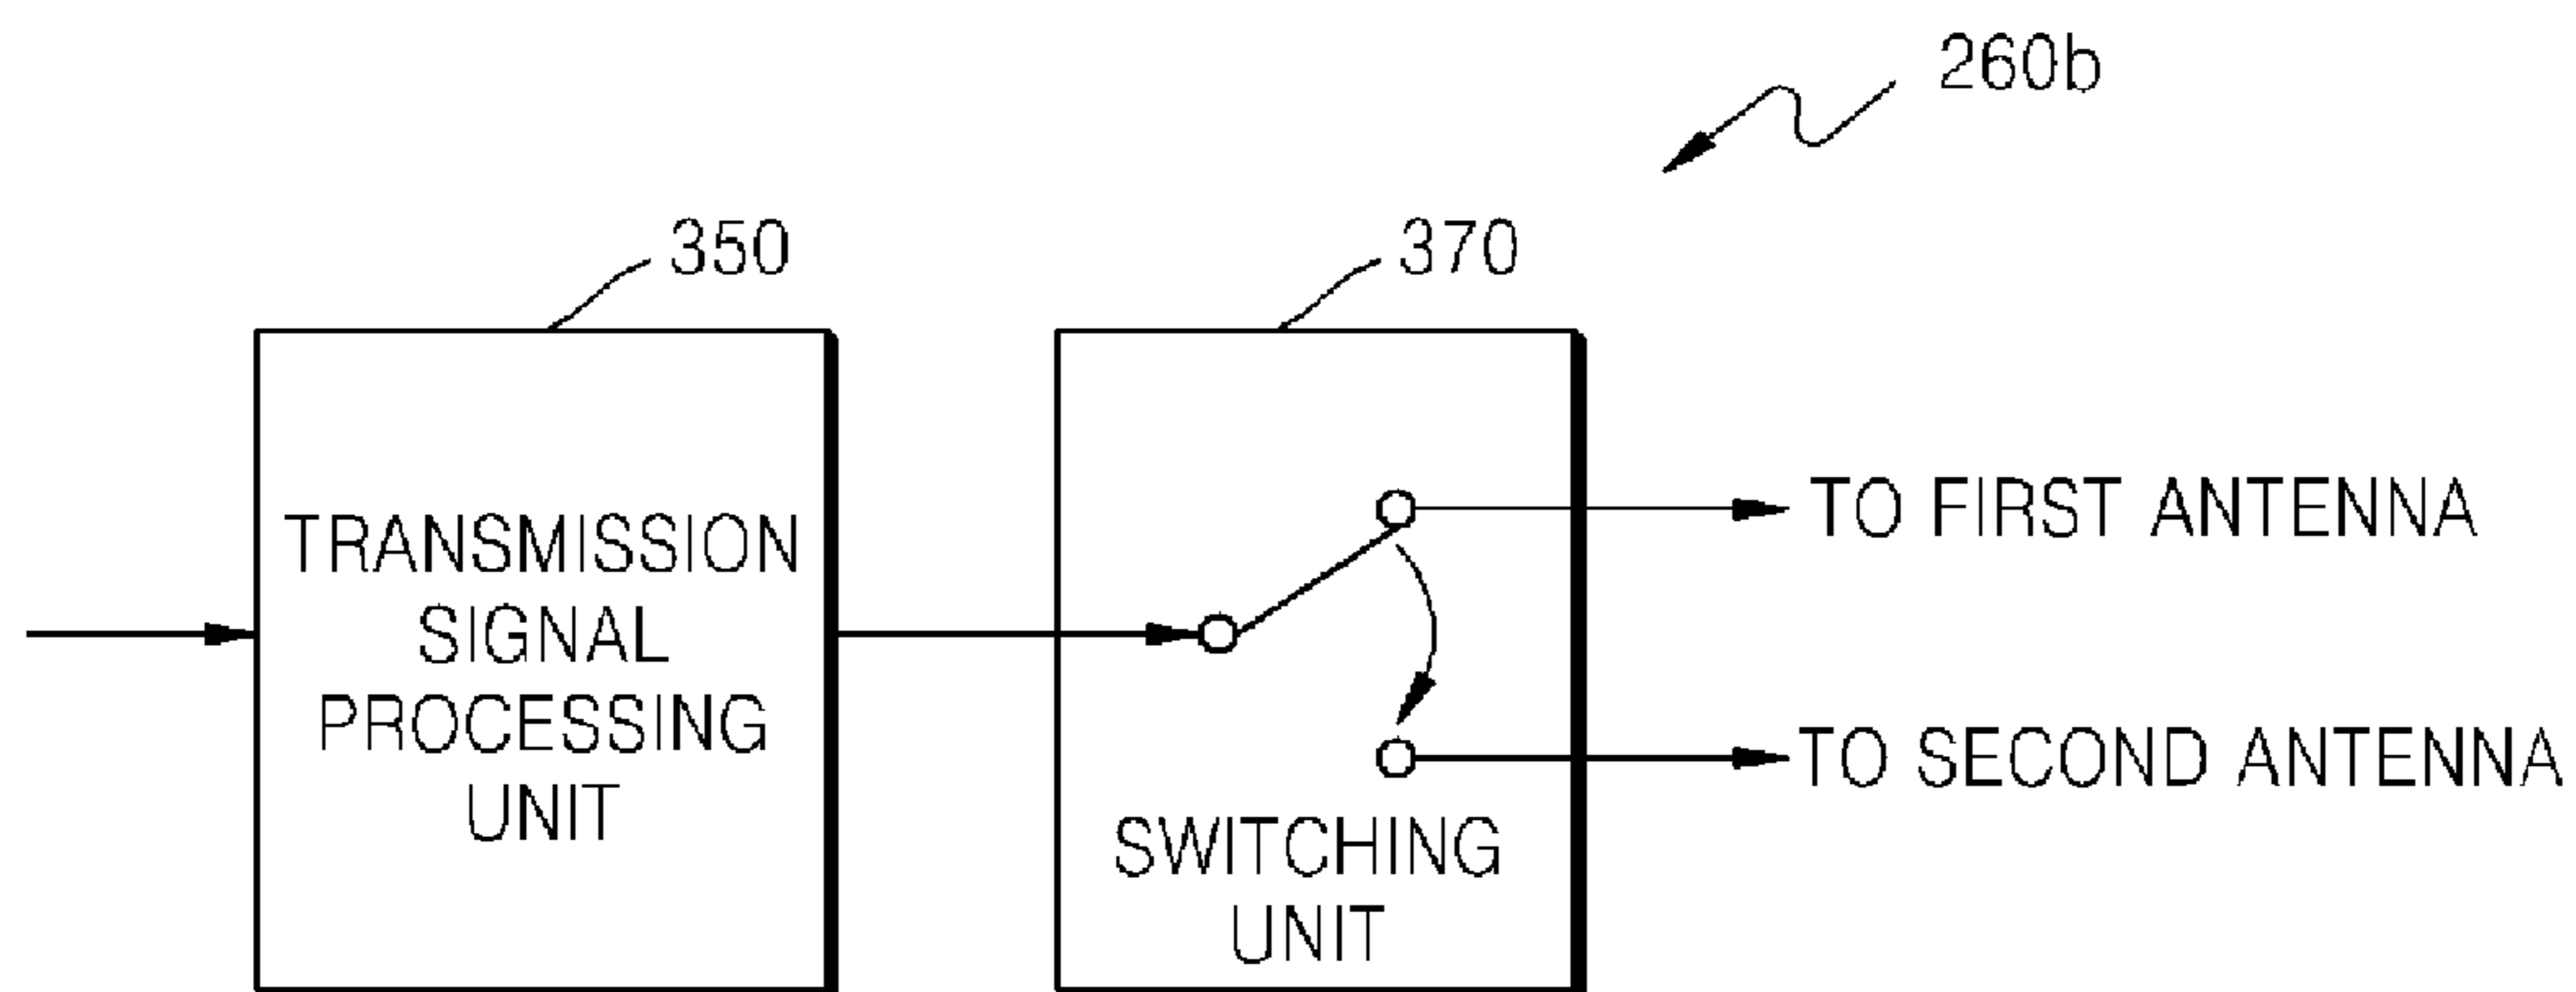 260b
350
370
TRANSMISSION
SIGNAL
PROCESSING
UNIT
SWITCHING
UNIT
TO FIRST ANTENNA
TO SECOND ANTENNA